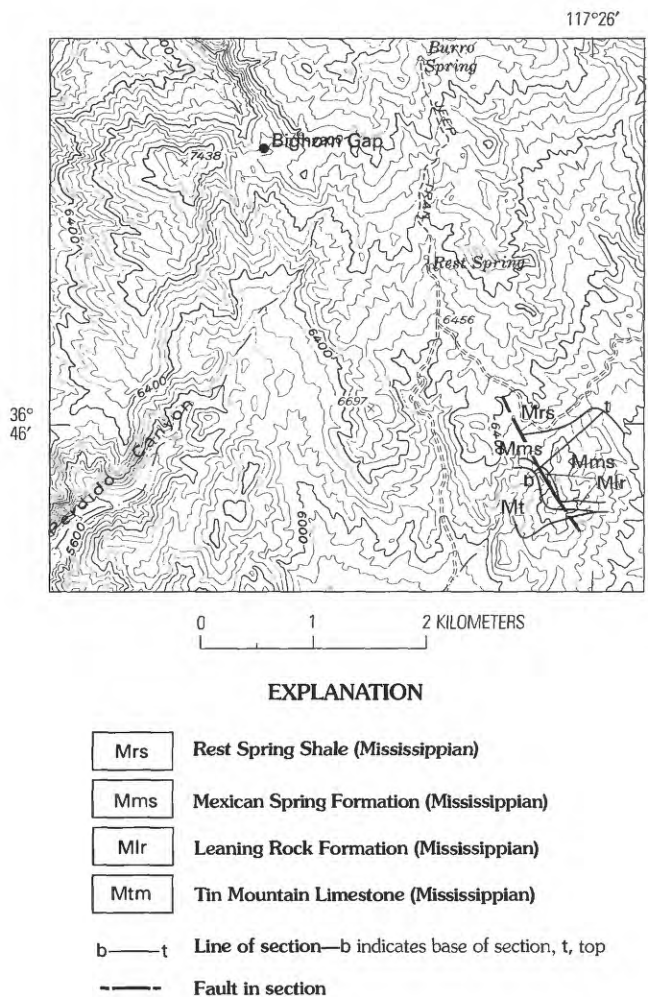 117°26′
Burro
Spring
JEEP
Bighorn Gap
7438
TRAIL
6400
Rest Spring
6456
6400
6400
6697
36°
46′
Mrs
t
6400
Mms
Mms
b
Mlr
Mt
Perdido Canyon
5600
6000
0 1 2 KILOMETERS
EXPLANATION
Mrs Rest Spring Shale (Mississippian)
Mms Mexican Spring Formation (Mississippian)
Mlr Leaning Rock Formation (Mississippian)
Mtm Tin Mountain Limestone (Mississippian)
b—t Line of section—b indicates base of section, t, top
Fault in section